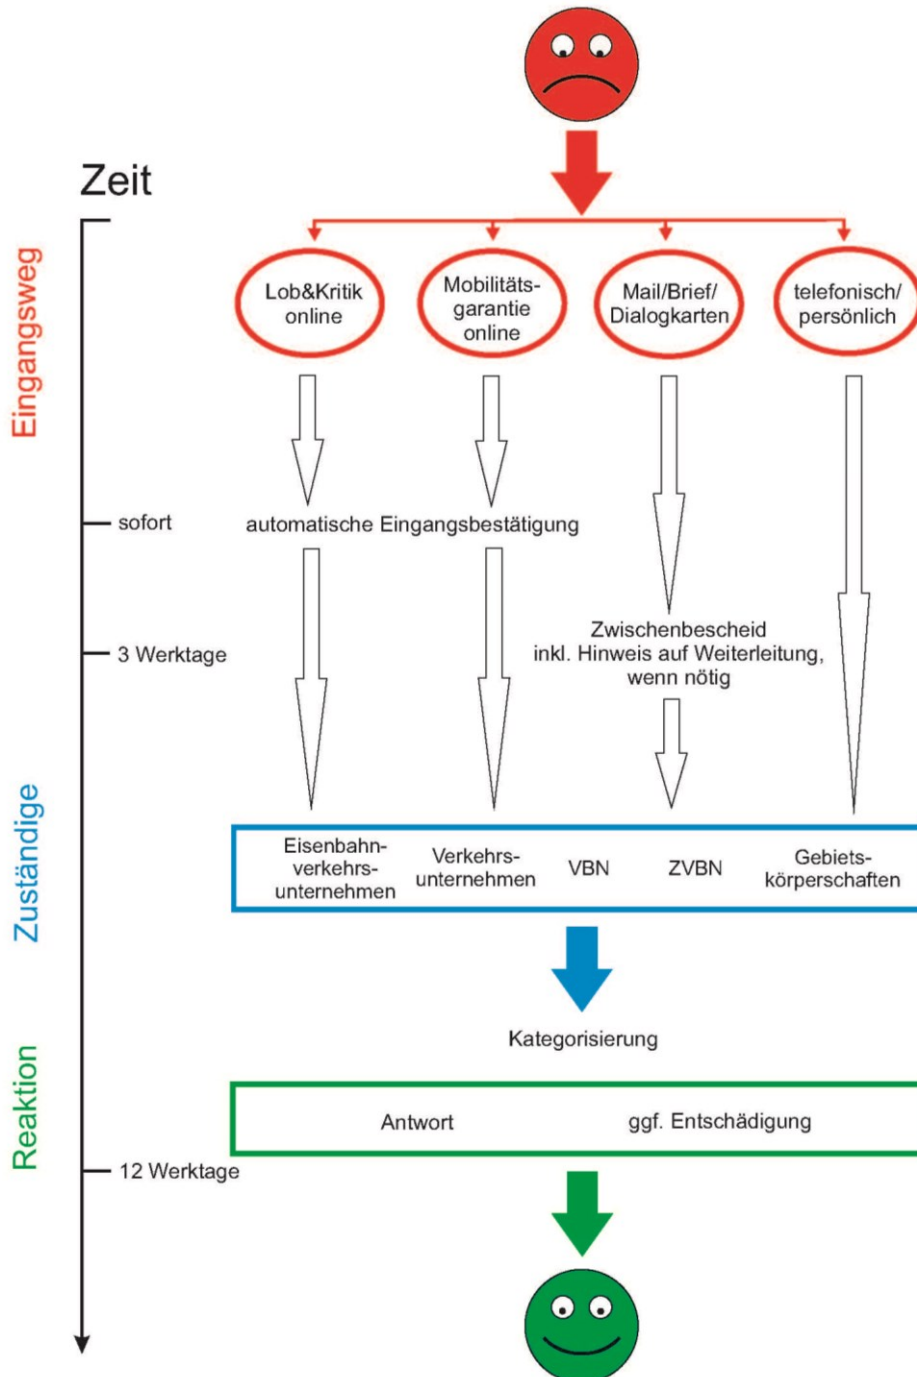 Zeit
Eingangsweg
Lob&Kritik
online
Mobilitäts-
garantie
online
Mail/Brief/
Dialogkarten
telefonisch/
persönlich
sofort
automatische Eingangsbestätigung
3 Werktage
Zwischenbescheid
inkl. Hinweis auf Weiterleitung,
wenn nötig
Zuständige
Eisenbahn-
verkehrs-
unternehmen
Verkehrs-
unternehmen
VBN
ZVBN
Gebiets-
körperschaften
Kategorisierung
Reaktion
Antwort
ggf. Entschädigung
12 Werktage